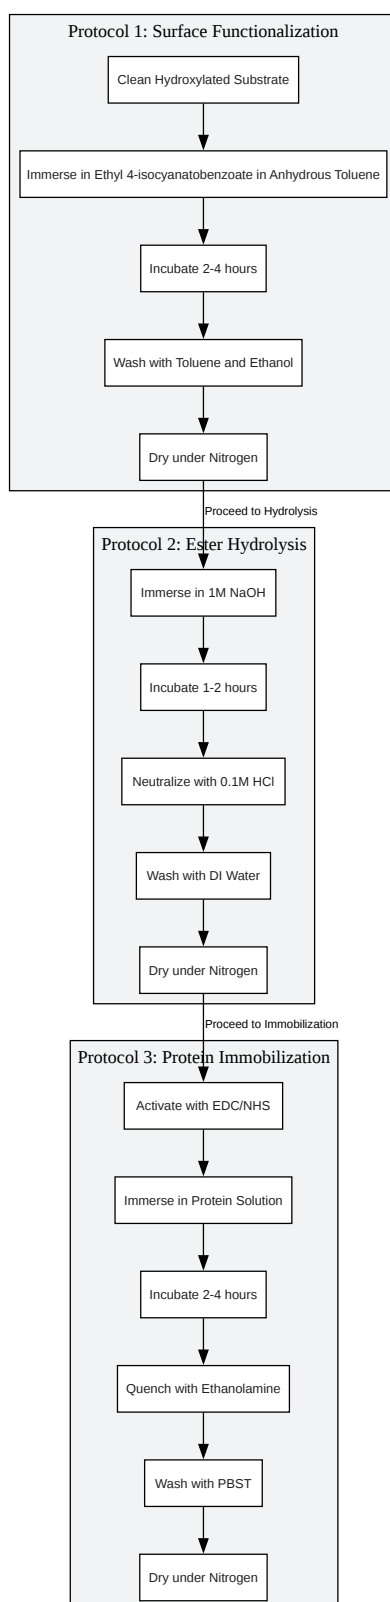 Protocol 1: Surface Functionalization
Clean Hydroxylated Substrate
Immerse in Ethyl 4-isocyanatobenzoate in Anhydrous Toluene
Incubate 2-4 hours
Wash with Toluene and Ethanol
Dry under Nitrogen
Proceed to Hydrolysis
Protocol 2: Ester Hydrolysis
Immerse in 1M NaOH
Incubate 1-2 hours
Neutralize with 0.1M HCl
Wash with DI Water
Dry under Nitrogen
Proceed to Immobilization
Protocol 3: Protein Immobilization
Activate with EDC/NHS
Immerse in Protein Solution
Incubate 2-4 hours
Quench with Ethanolamine
Wash with PBST
Dry under Nitrogen